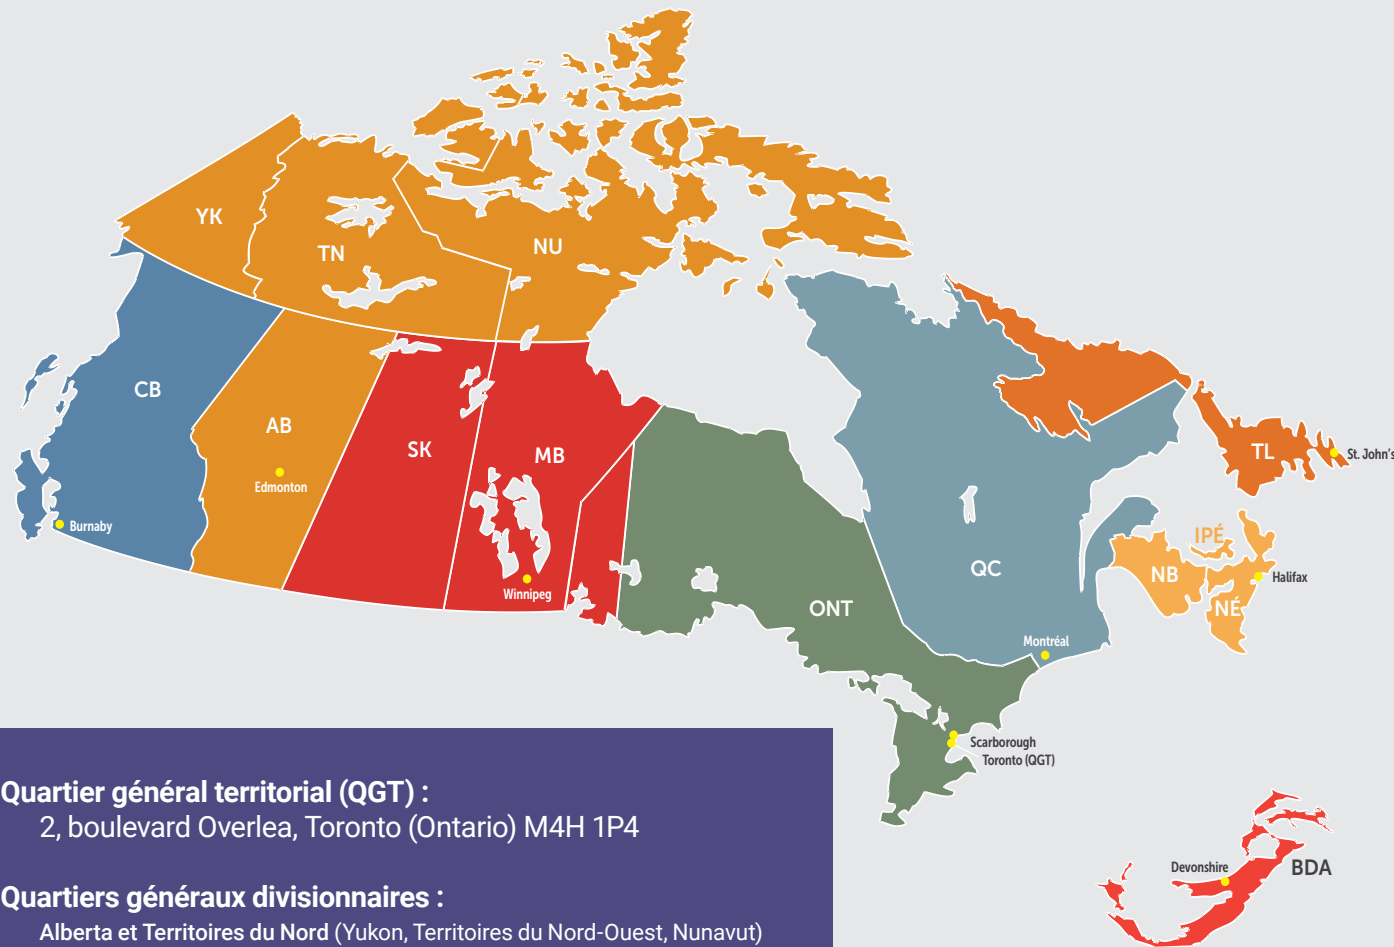 YK
TN
NU
CB
AB
Edmonton
SK
MB
TL
St. John's
Burnaby
Winnipeg
IPÉ
NB
Halifax
NÉ
QC
ONT
Montréal
Scarborough
Toronto (QGT)
Quartier général territorial (QGT) :
2, boulevard Overlea, Toronto (Ontario) M4H 1P4
Devonshire
BDA
Quartiers généraux divisionnaires :
Alberta et Territoires du Nord (Yukon, Territoires du Nord-Ouest, Nunavut)